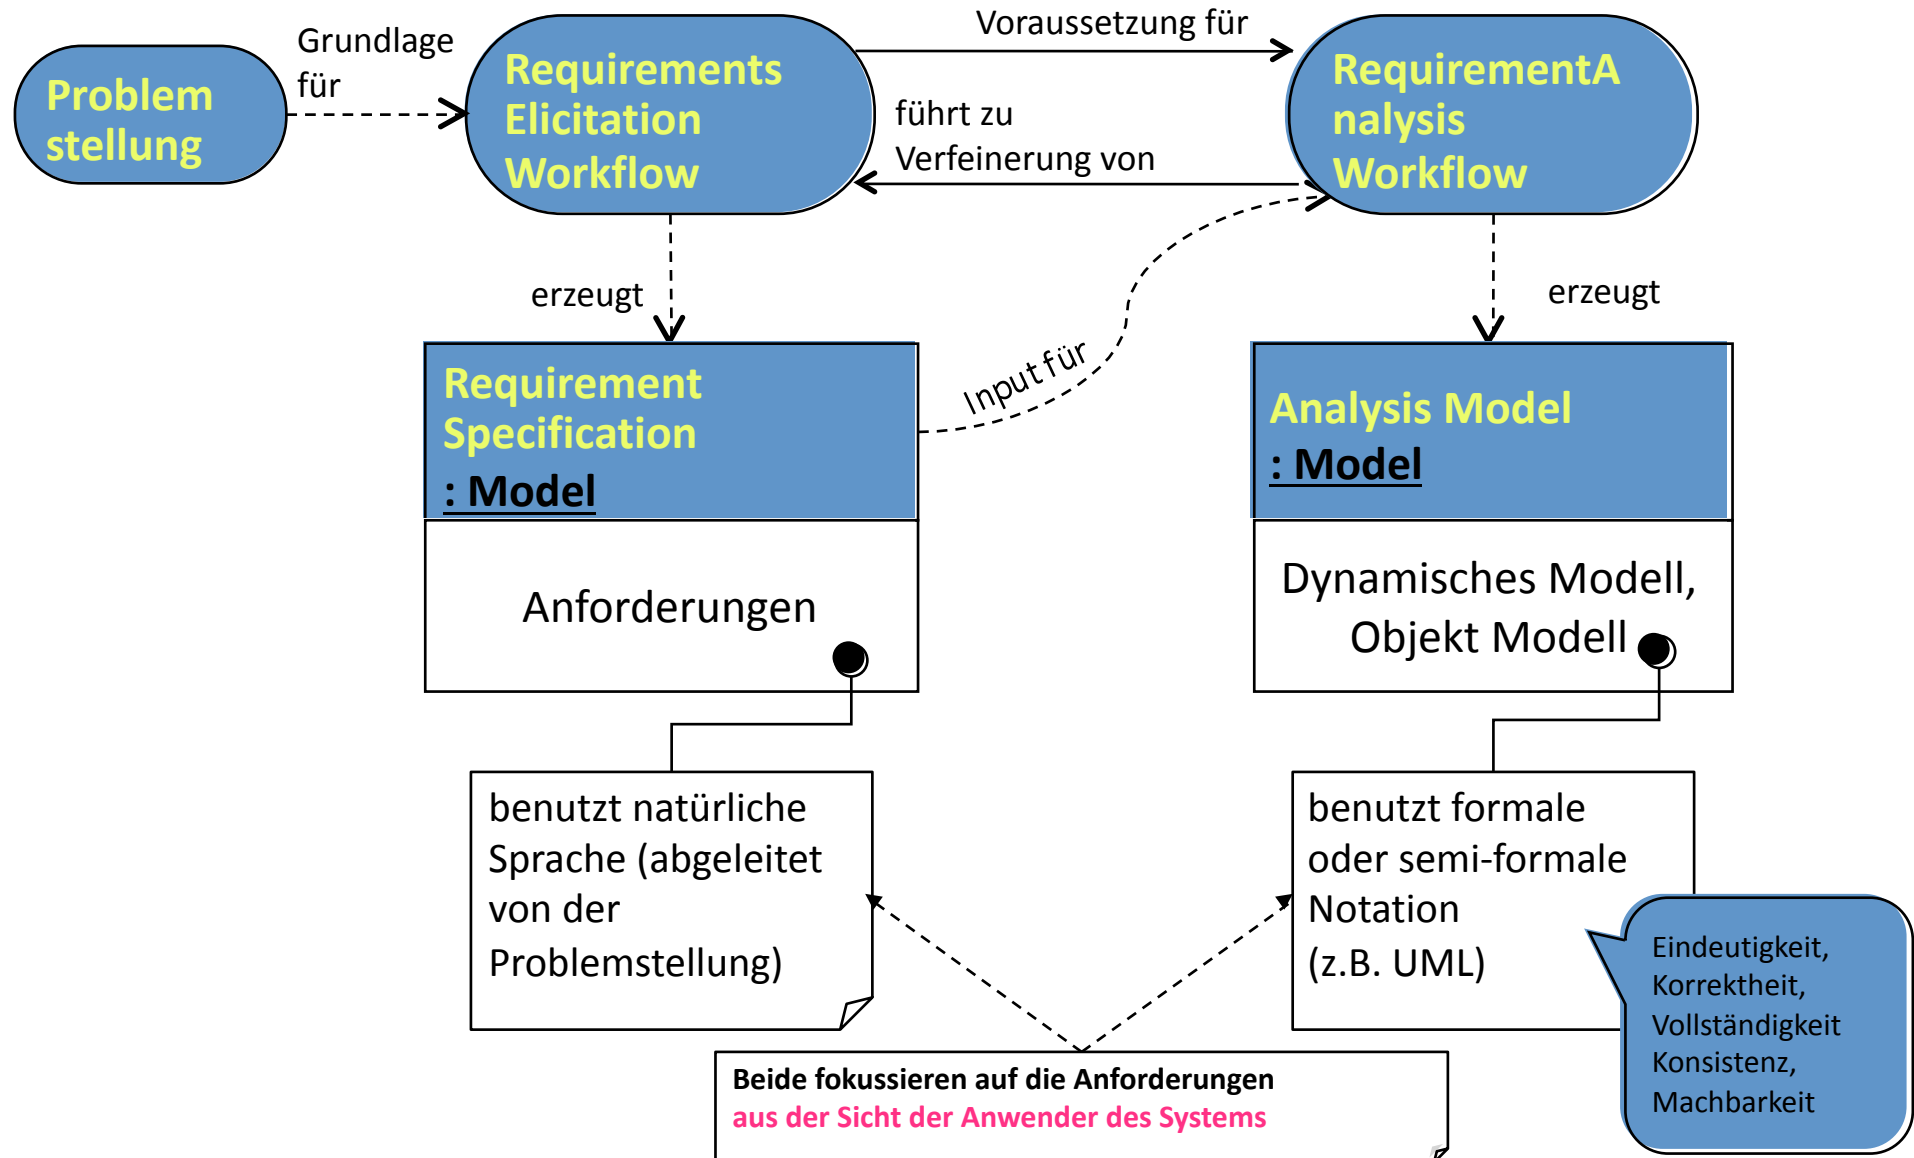 Problem
stellung
Grundlage
für
Requirements
Elicitation
Workflow
Voraussetzung für
führt zu
Verfeinerung von
RequirementA
nalysis
Workflow
erzeugt
erzeugt
Requirement
Specification
: Model
Anforderungen
Input für
Analysis Model
: Model
Dynamisches Modell,
Objekt Modell
benutzt natürliche
Sprache (abgeleitet
von der
Problemstellung)
benutzt formale
oder semi-formale
Notation
(z.B. UML)
Eindeutigkeit,
Korrektheit,
Vollständigkeit
Konsistenz,
Machbarkeit
Beide fokussieren auf die Anforderungen
aus der Sicht der Anwender des Systems